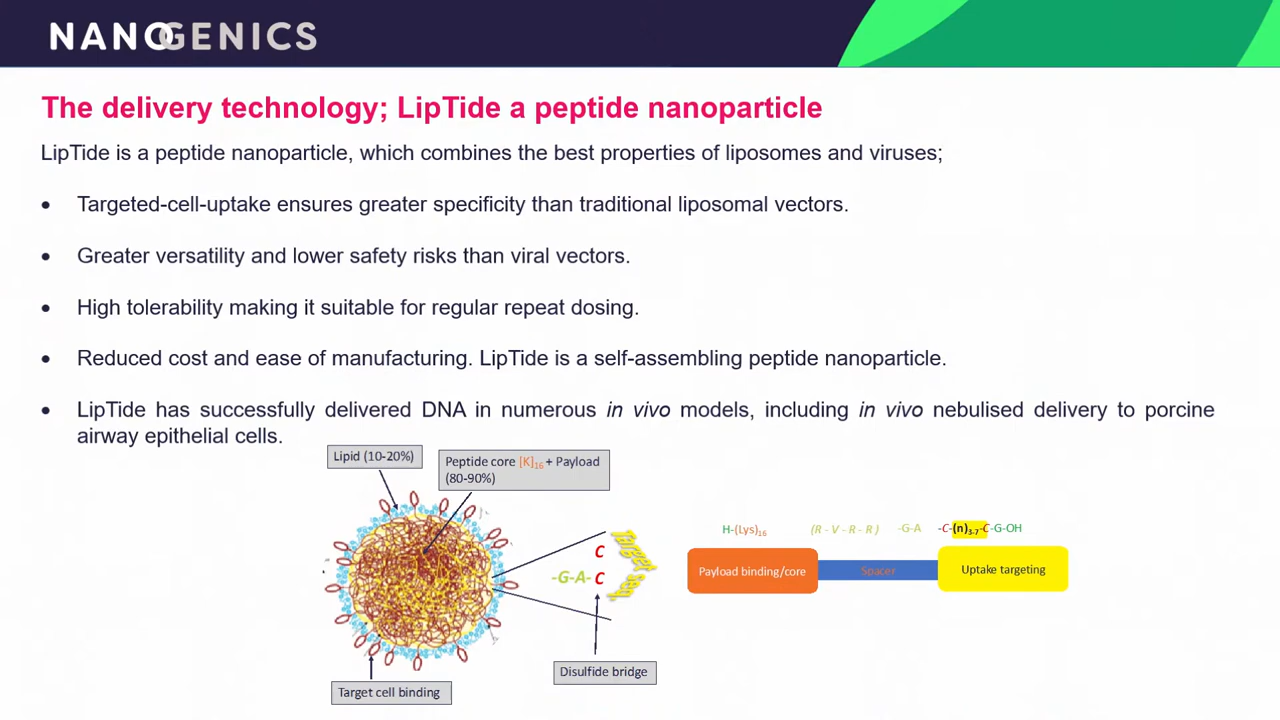 NANOGENICS
The delivery technology; LipTide a peptide nanoparticle
LipTide is a peptide nanoparticle, which combines the best properties of liposomes and viruses;
• Targeted-cell-uptake ensures greater specificity than traditional liposomal vectors.
• Greater versatility and lower safety risks than viral vectors.
• High tolerability making it suitable for regular repeat dosing.
• Reduced cost and ease of manufacturing. LipTide is a self-assembling peptide nanoparticle.
• LipTide has successfully delivered DNA in numerous in vivo models, including in vivo nebulised delivery to porcine
airway epithelial cells.
Lipid (10-20%)
Peptide core [K]16 + Payload
(80-90%)
C
-G-A-C
Target seq
Disulfide bridge
Target cell binding
H-(Lys)16 (R - V - R - R ) -G-A -C-(n)3-7-C-G-OH
Payload binding/core
Spacer
Uptake targeting